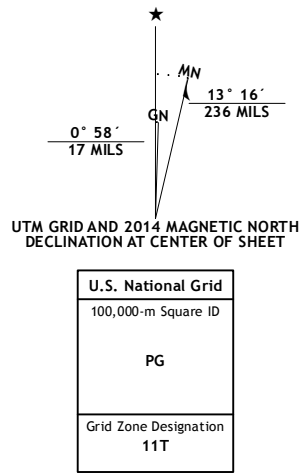 ★
MN
GN
13° 16´
236 MILS
0° 58´
17 MILS
UTM GRID AND 2014 MAGNETIC NORTH
DECLINATION AT CENTER OF SHEET
U.S. National Grid
100,000-m Square ID
PG
Grid Zone Designation
11T